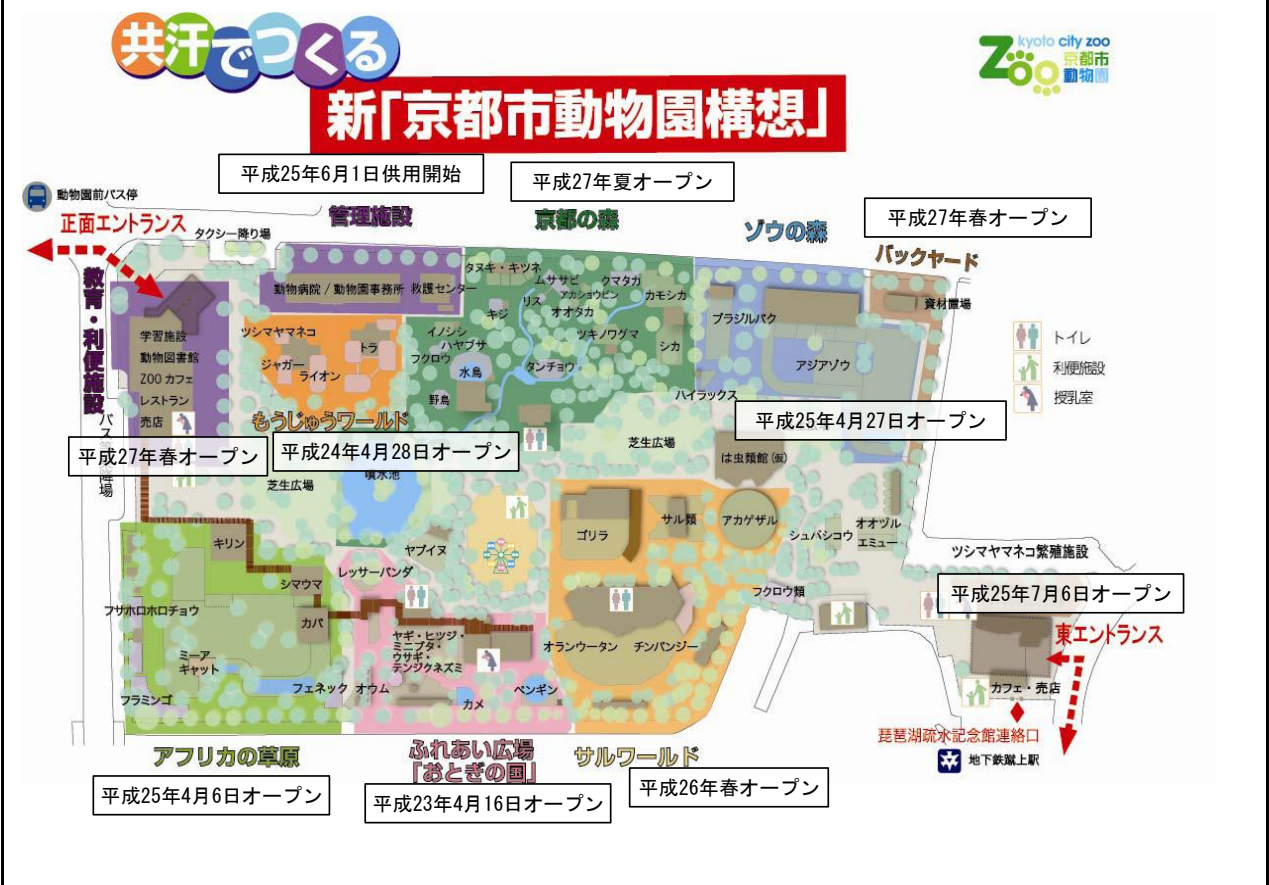 共汗でつくる
kyoto city zoo
Zoo
京都市
動物園
新「京都市動物園構想」
平成25年6月1日供用開始
平成27年夏オープン
動物園前バス停
正面エントランス
タクシー降り場
管理施設
京都の森
ゾウの森
平成27年春オープン
バックヤード
教育・利便施設
動物病院 / 動物園事務所
救護センター
タヌキ・キツネ
ムササビ
クマタカ
リス
アカショウビン
カモシカ
オオタカ
キジ
資材置場
ブラジルバク
学習施設
動物図書館
ZOO カフェ
レストラン
売店
ツシマヤマネコ
トラ
ジャガー
ライオン
イノシシ
ハヤブサ
フクロウ
水鳥
ツキノワグマ
シカ
タンチョウ
野鳥
アジアゾウ
トイレ
利便施設
授乳室
ハイラックス
もうじゅうワールド
平成25年4月27日オープン
平成27年春オープン
平成24年4月28日オープン
芝生広場
は虫類館(仮)
バス
降場
芝生広場
噴水池
キリン
ヤブイヌ
ゴリラ
サル類
アカゲザル
シュバシコウ
オオヅル
エミュー
ツシマヤマネコ繁殖施設
レッサーパンダ
シマウマ
フサホロホロチョウ
カバ
フクロウ類
平成25年7月6日オープン
東エントランス
ヤギ・ヒツジ・
ミニブタ・
ウサギ・
テンジクネズミ
オランウータン
チンパンジー
ミーア
キャット
フラミンゴ
フェネック
オウム
カメ
ペンギン
カフェ・売店
琵琶湖疏水記念館連絡口
地下鉄蹴上駅
アフリカの草原
ふれあい広場
「おとぎの国」
サルワールド
平成25年4月6日オープン
平成23年4月16日オープン
平成26年春オープン